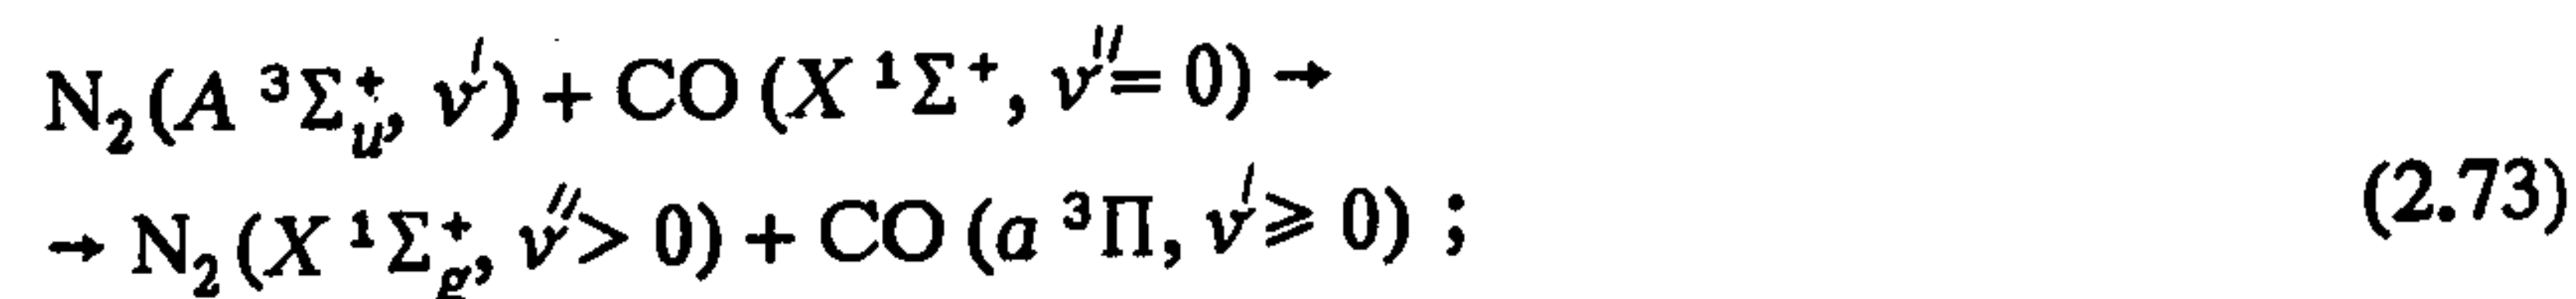 N₂(A ³Σᵤ⁺, v′) + CO (X ¹Σ⁺, v″= 0) →
→ N₂(X ¹Σg⁺, v″> 0) + CO (a ³Π, v′⩾ 0) ;
(2.73)